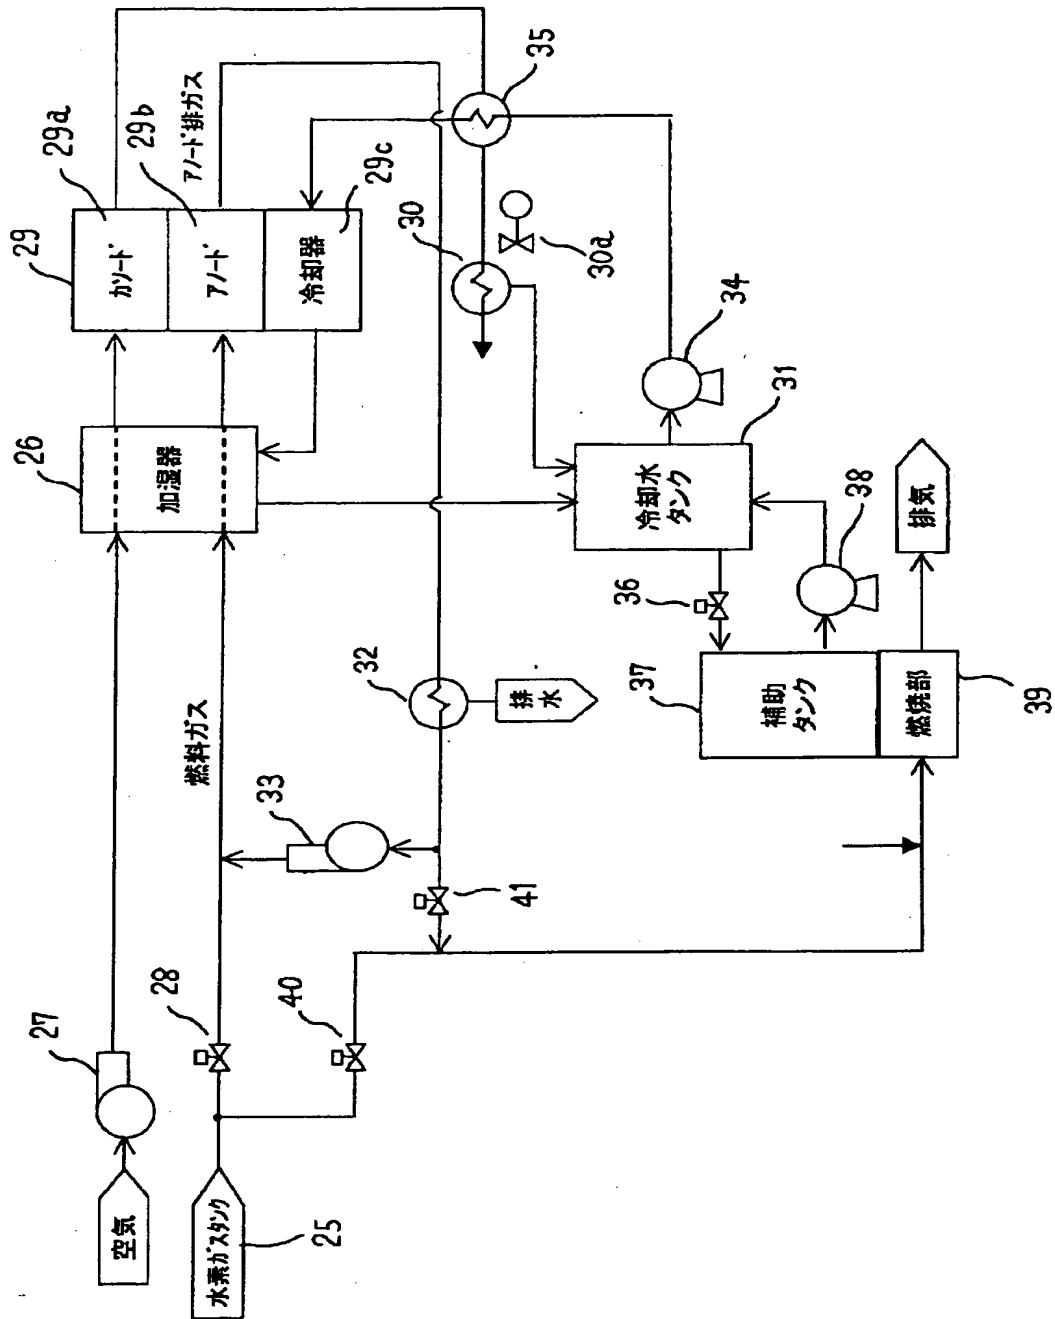 空気
27
水素ガスタンク
25
28
40
燃料ガス
33
41
32
排
水
26
加湿器
29
カソード
29a
アノード
29b
アノード排ガス
冷却器
29c
35
30
30a
34
31
冷却水
タンク
36
37
補助
タンク
38
燃焼部
39
排気